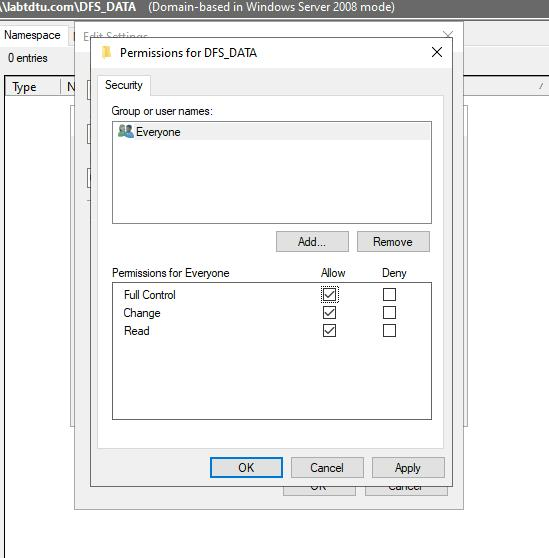 \\labtdtu.com\DFS_DATA (Domain-based in Windows Server 2008 mode)
Namespace
Edit Settings
0 entries
Type
Permissions for DFS_DATA
Security
Group or user names:
Everyone
Add... Remove
Permissions for Everyone Allow Deny
Full Control
Change
Read
OK Cancel Apply
OK Cancel